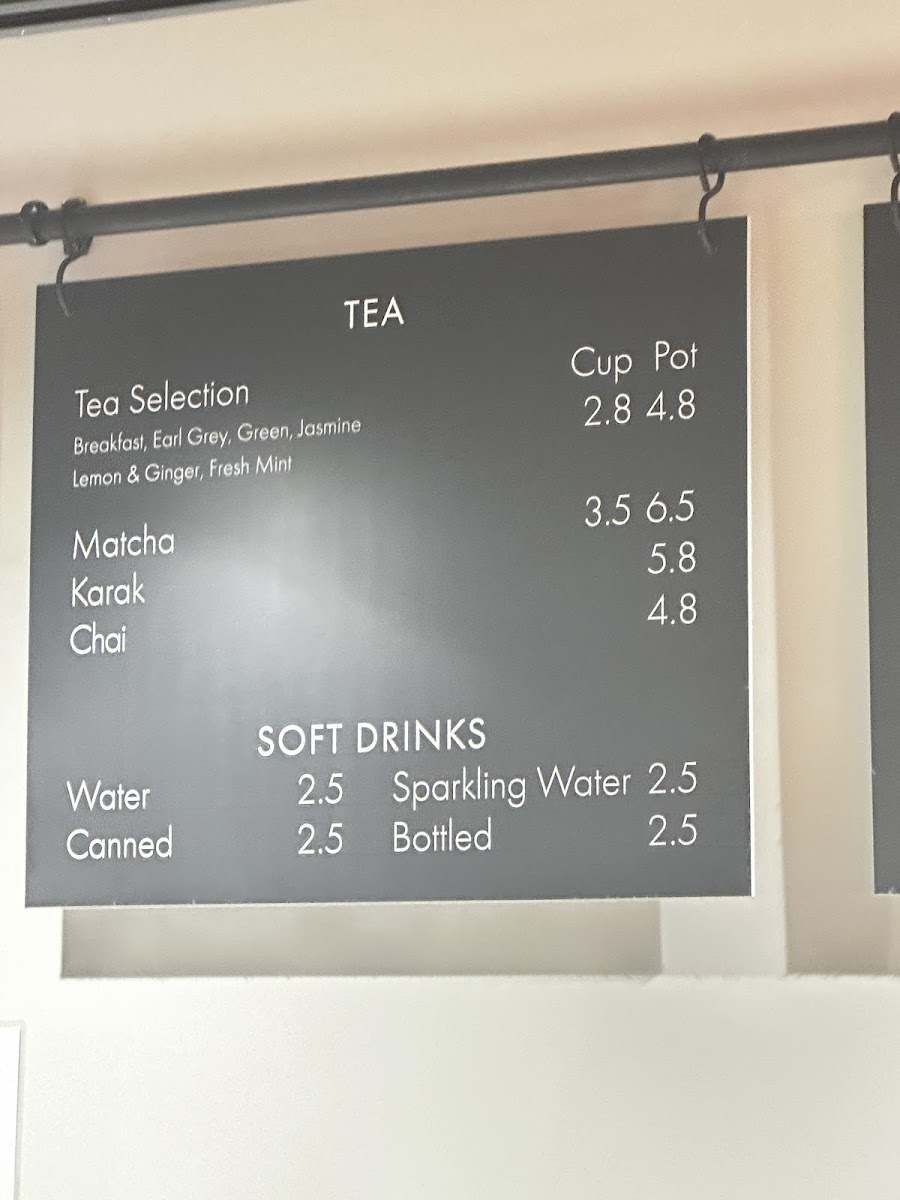 TEA
Cup Pot
Tea Selection 2.8 4.8
Breakfast, Earl Grey, Green, Jasmine
Lemon & Ginger, Fresh Mint
Matcha 3.5 6.5
Karak 5.8
Chai 4.8
SOFT DRINKS
Water 2.5 Sparkling Water 2.5
Canned 2.5 Bottled 2.5